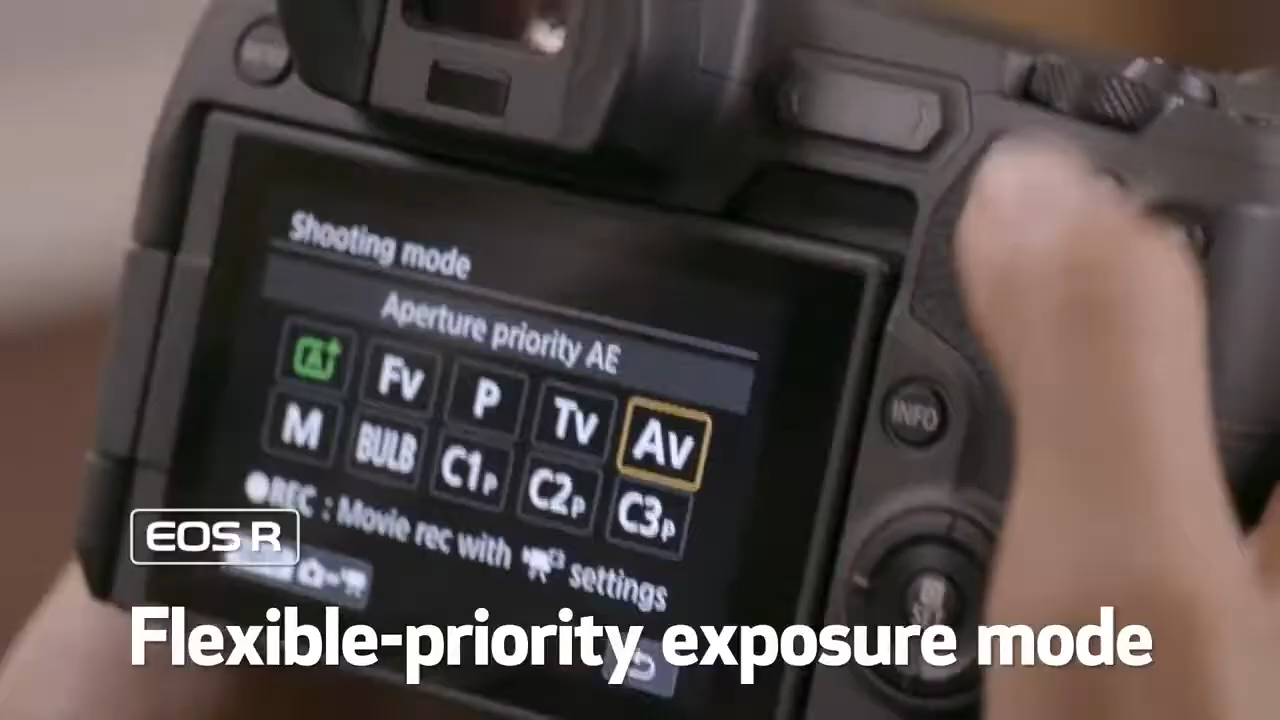 Shooting mode
Aperture priority AE
A+
Fv
P
Tv
Av
M
BULB
C1P
C2P
C3P
REC : Movie rec with settings
INFO
EOS R
Flexible-priority exposure mode